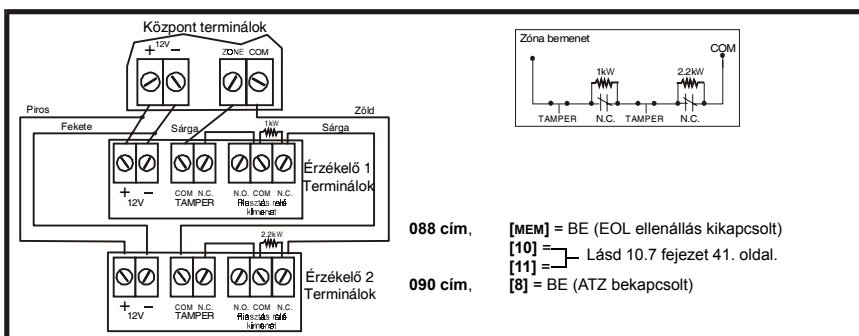 Központ terminálok
+ 12V –
ZONE COM
Piros
Zöld
Fekete
Sárga
1kW
Sárga
Érzékelő 1
Terminálok
+ –
12V
COM N.C.
TAMPER
N.O. COM N.C.
2.2kW
Érzékelő 2
Terminálok
+ –
12V
COM N.C.
TAMPER
N.O. COM N.C.
Zóna bemenet
COM
1kW
2.2kW
TAMPER N.C. TAMPER N.C.
088 cím, [MEM] = BE (EOL ellenállás kikapcsolt)
[10] =
[11] =
Lásd 10.7 fejezet 41. oldal.
090 cím, [8] = BE (ATZ bekapcsolt)